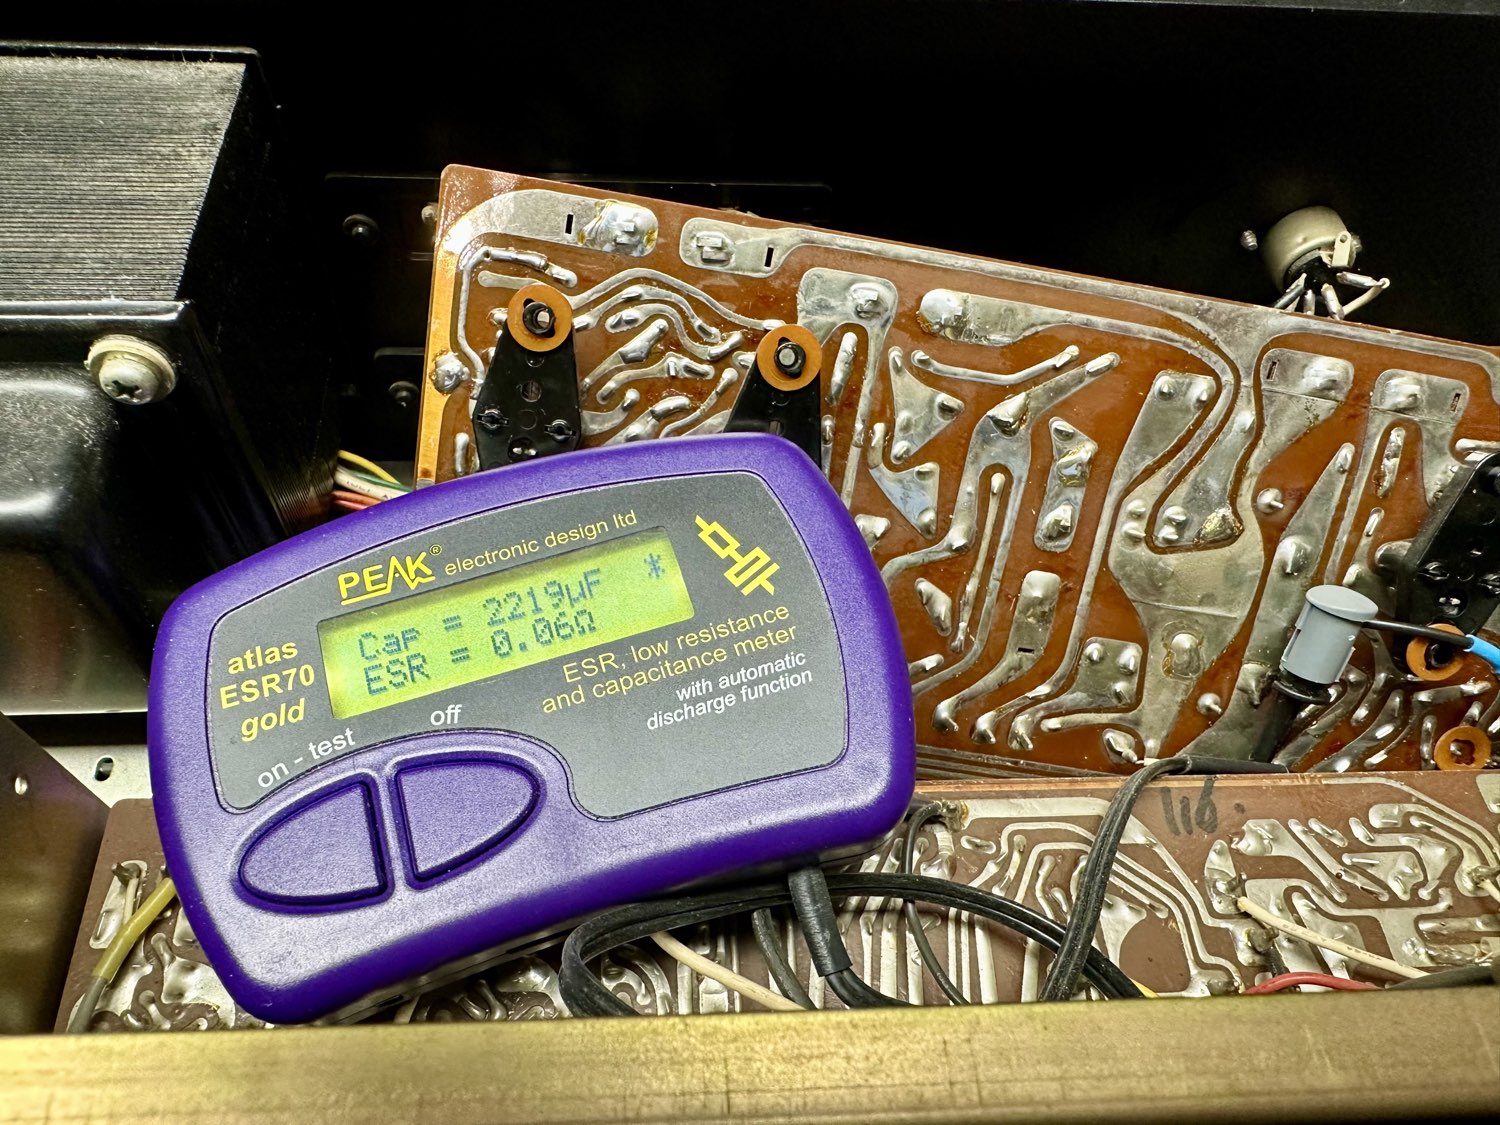 PEAK® electronic design ltd
Cap = 2219µF *
ESR = 0.06Ω
atlas
ESR70
gold
ESR, low resistance
and capacitance meter
with automatic
discharge function
on - test
off
116.